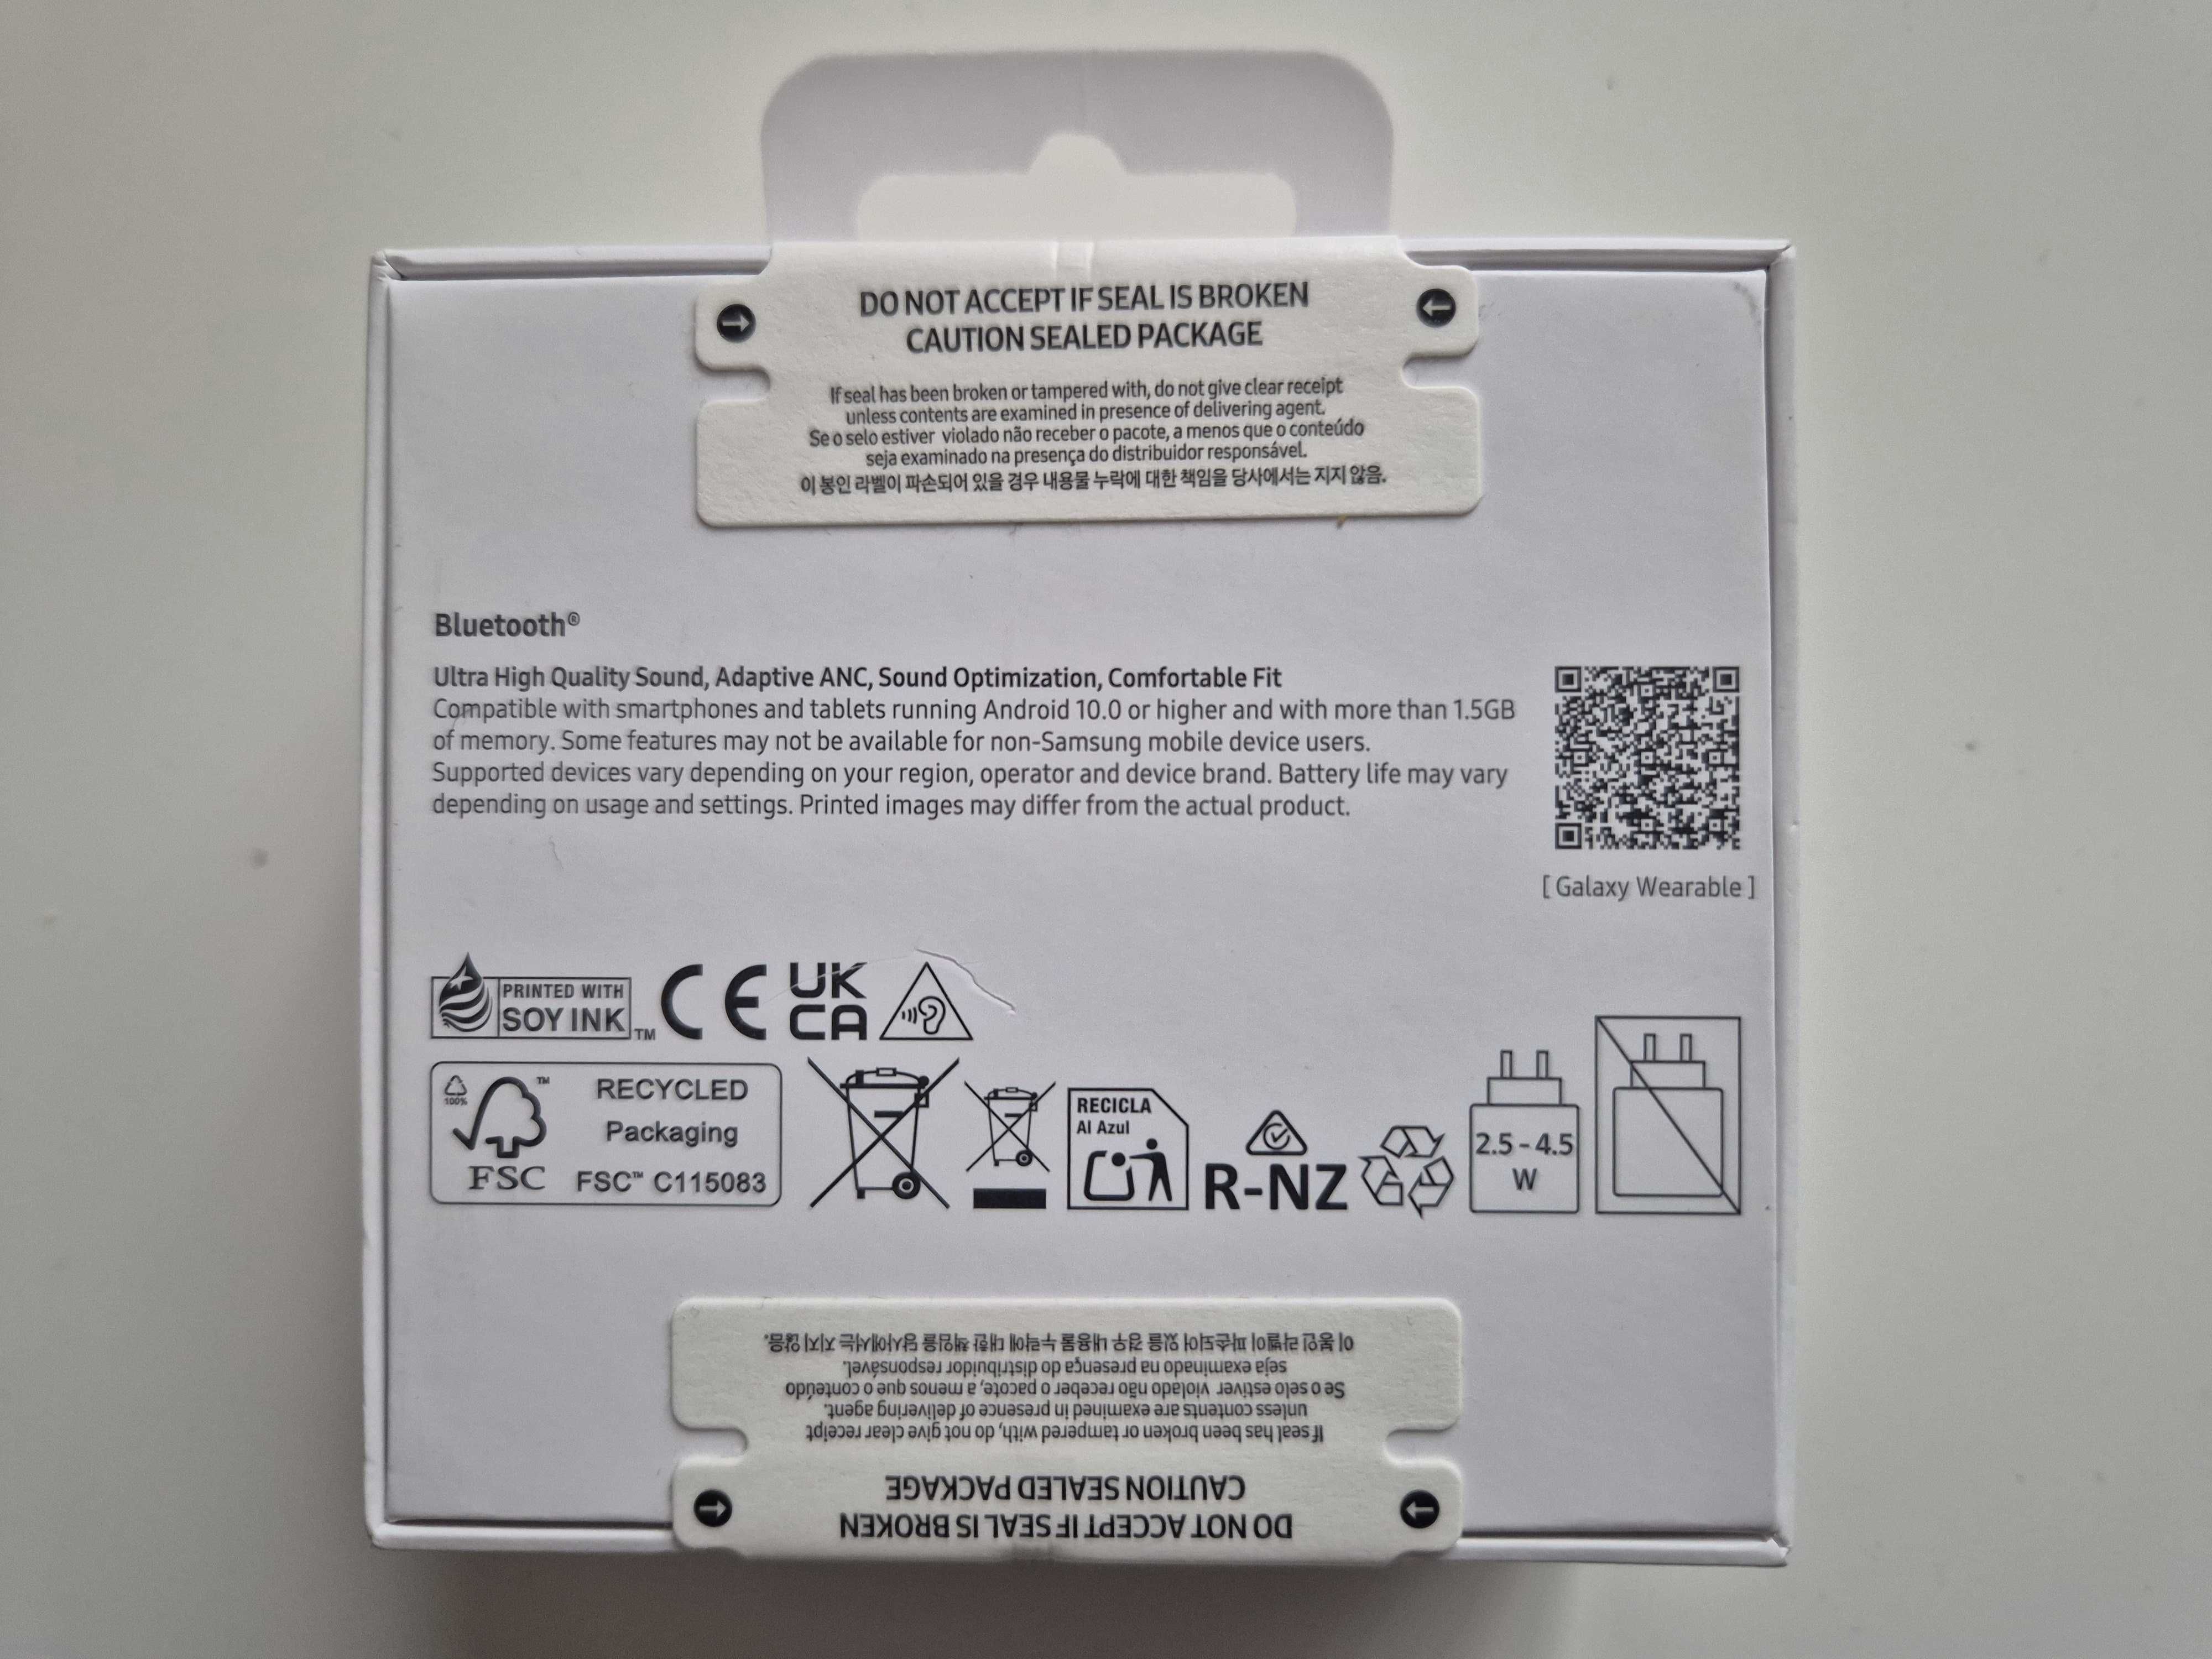 DO NOT ACCEPT IF SEAL IS BROKEN
CAUTION SEALED PACKAGE
If seal has been broken or tampered with, do not give clear receipt
unless contents are examined in presence of delivering agent.
Se o selo estiver violado não receber o pacote, a menos que o conteúdo
seja examinado na presença do distribuidor responsável.
이 봉인 라벨이 파손되어 있을 경우 내용물 누락에 대한 책임을 당사에서는 지지 않음.
Bluetooth®
Ultra High Quality Sound, Adaptive ANC, Sound Optimization, Comfortable Fit
Compatible with smartphones and tablets running Android 10.0 or higher and with more than 1.5GB
of memory. Some features may not be available for non-Samsung mobile device users.
Supported devices vary depending on your region, operator and device brand. Battery life may vary
depending on usage and settings. Printed images may differ from the actual product.
[ Galaxy Wearable ]
PRINTED WITH
SOY INK™
CE
UK
CA
100%
™
FSC
RECYCLED
Packaging
FSC™ C115083
RECICLA
Al Azul
R-NZ
2.5 - 4.5
W
DO NOT ACCEPT IF SEAL IS BROKEN
CAUTION SEALED PACKAGE
If seal has been broken or tampered with, do not give clear receipt
unless contents are examined in presence of delivering agent.
Se o selo estiver violado não receber o pacote, a menos que o conteúdo
seja examinado na presença do distribuidor responsável.
이 봉인 라벨이 파손되어 있을 경우 내용물 누락에 대한 책임을 당사에서는 지지 않음.